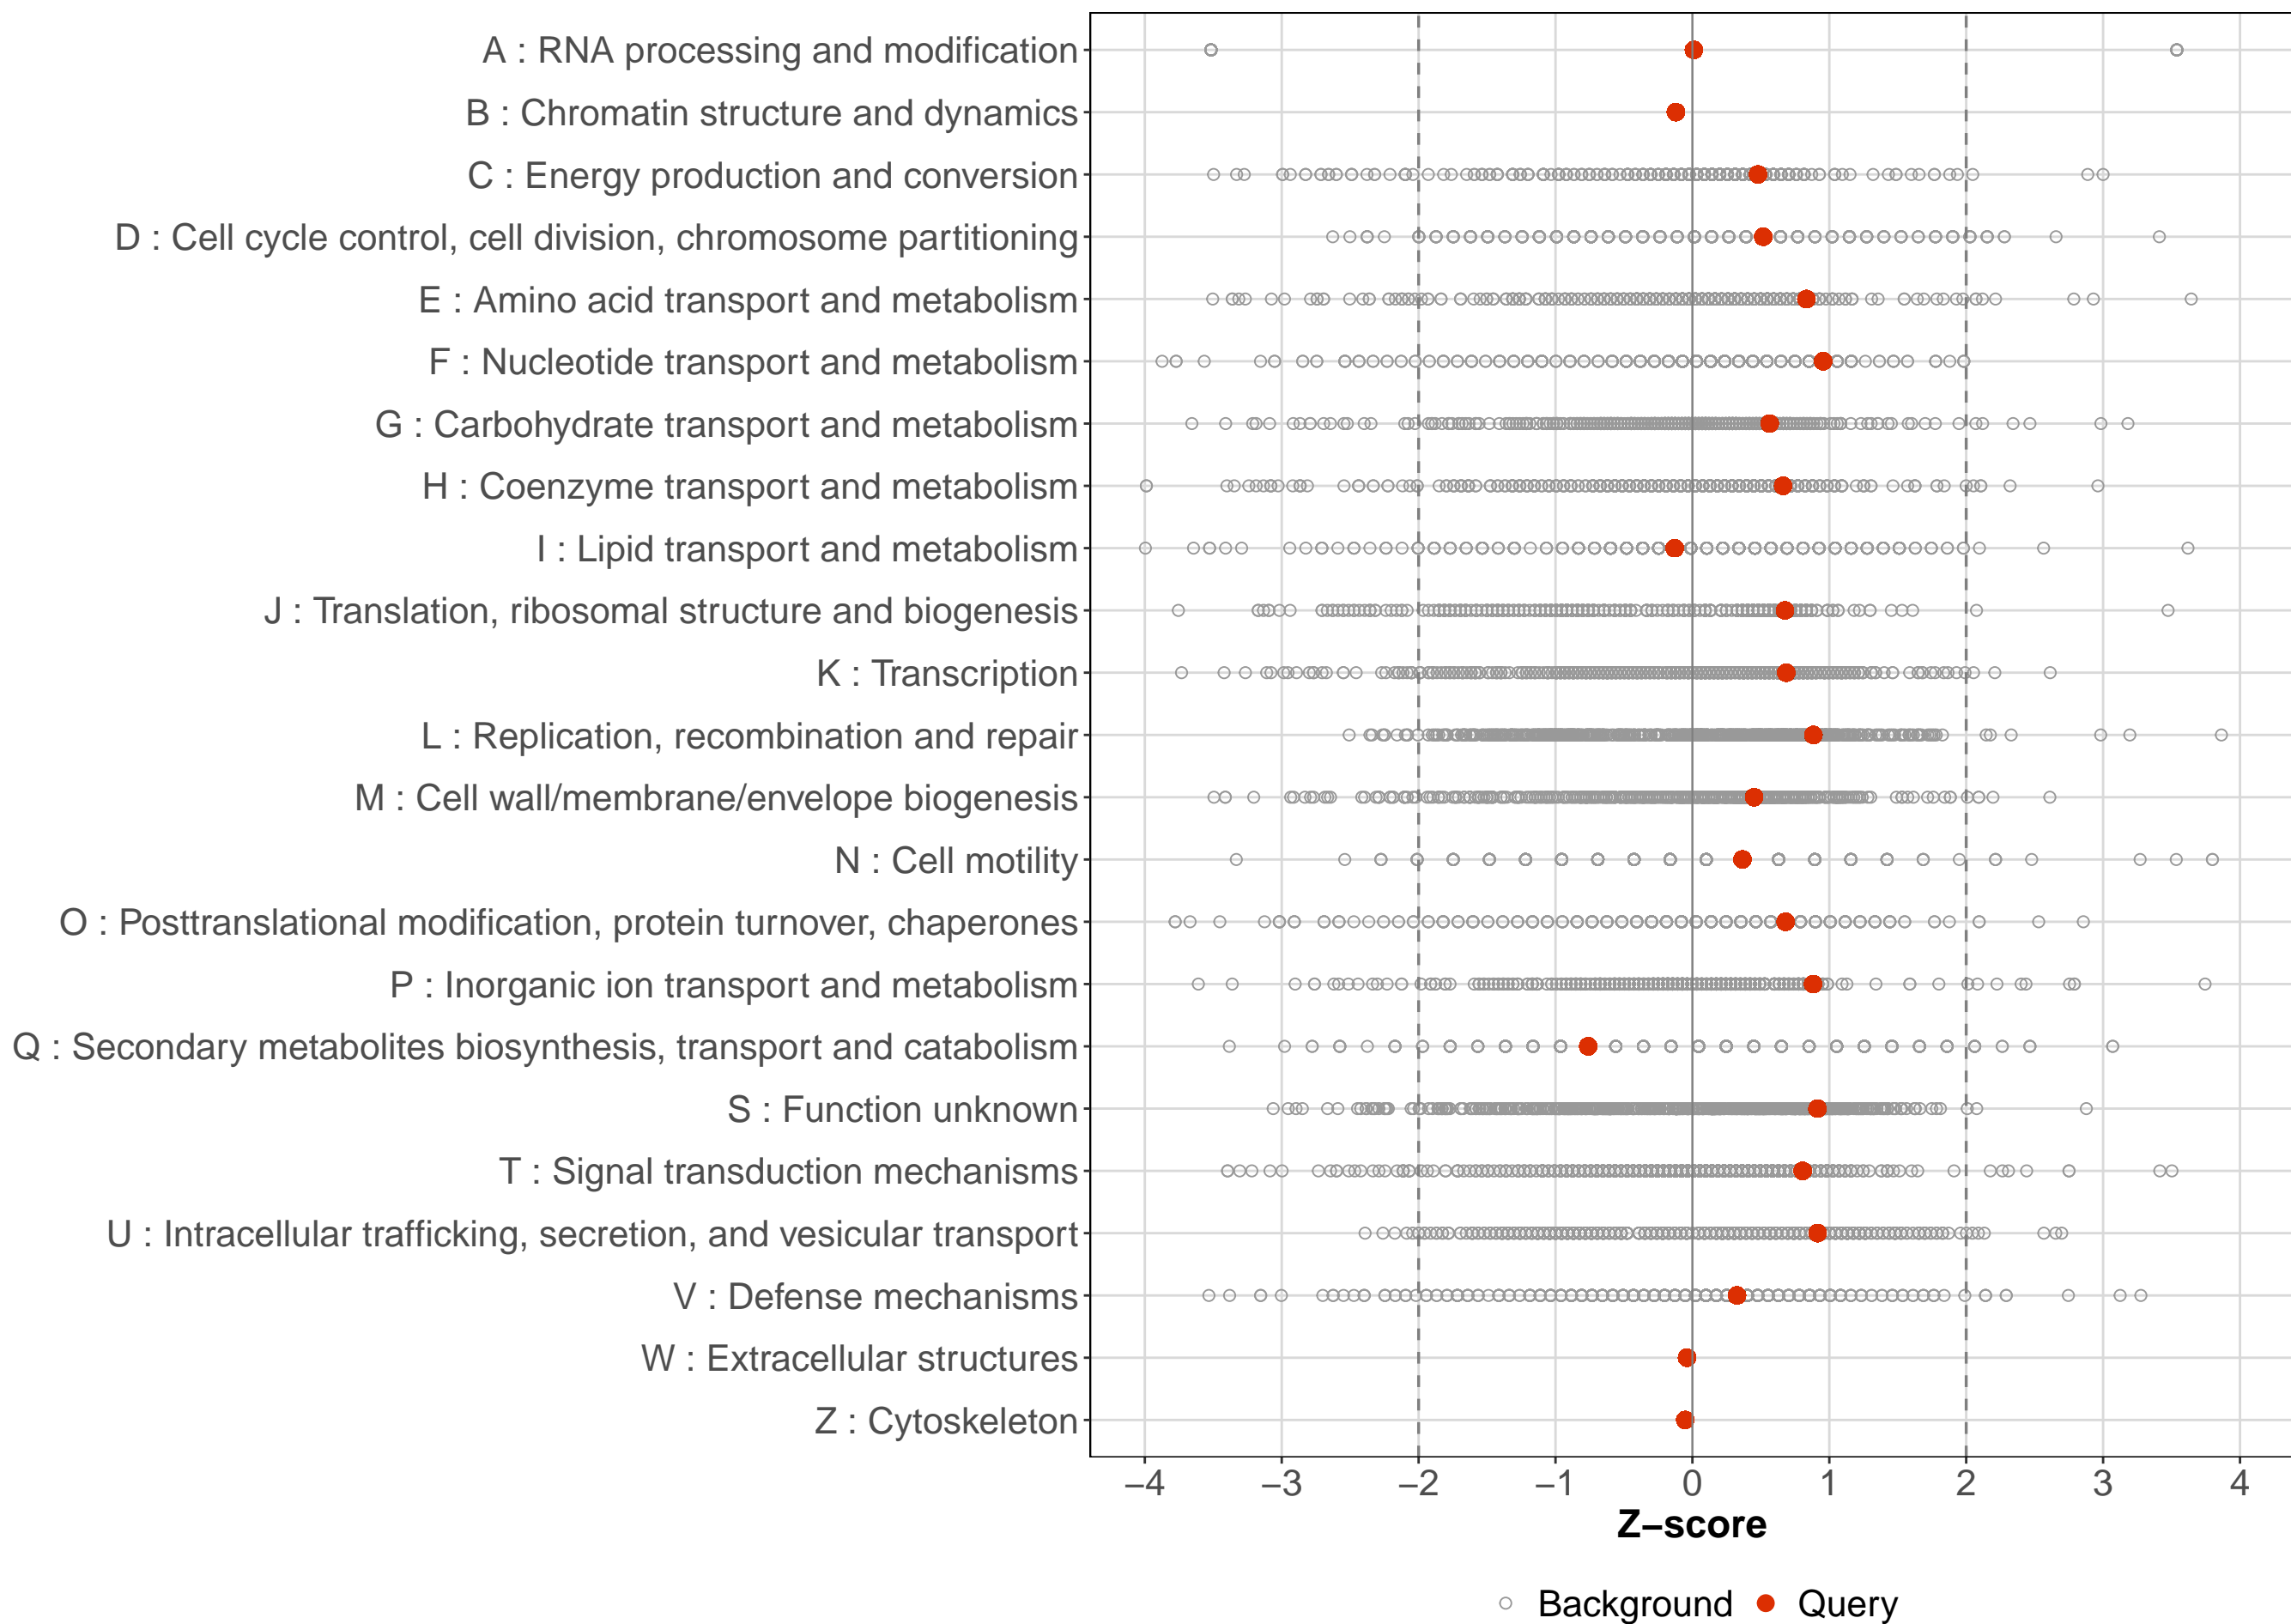 A : RNA processing and modification
B : Chromatin structure and dynamics
C : Energy production and conversion
D : Cell cycle control, cell division, chromosome partitioning
E : Amino acid transport and metabolism
F : Nucleotide transport and metabolism
G : Carbohydrate transport and metabolism
H : Coenzyme transport and metabolism
I : Lipid transport and metabolism
J : Translation, ribosomal structure and biogenesis
K : Transcription
L : Replication, recombination and repair
M : Cell wall/membrane/envelope biogenesis
N : Cell motility
O : Posttranslational modification, protein turnover, chaperones
P : Inorganic ion transport and metabolism
Q : Secondary metabolites biosynthesis, transport and catabolism
S : Function unknown
T : Signal transduction mechanisms
U : Intracellular trafficking, secretion, and vesicular transport
V : Defense mechanisms
W : Extracellular structures
Z : Cytoskeleton
−4 −3 −2 −1 0 1 2 3 4
Z−score
Background Query